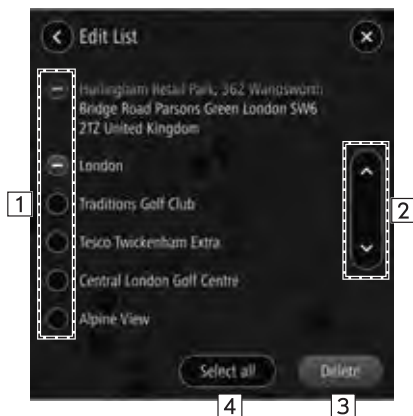 Edit List
Hurlingham Retail Park, 362 Wandsworth
Bridge Road Parsons Green London SW6
2TZ United Kingdom
London
1
Traditions Golf Club
2
Tesco Twickenham Extra
Central London Golf Centre
Alpine View
Select all
Delete
4
3